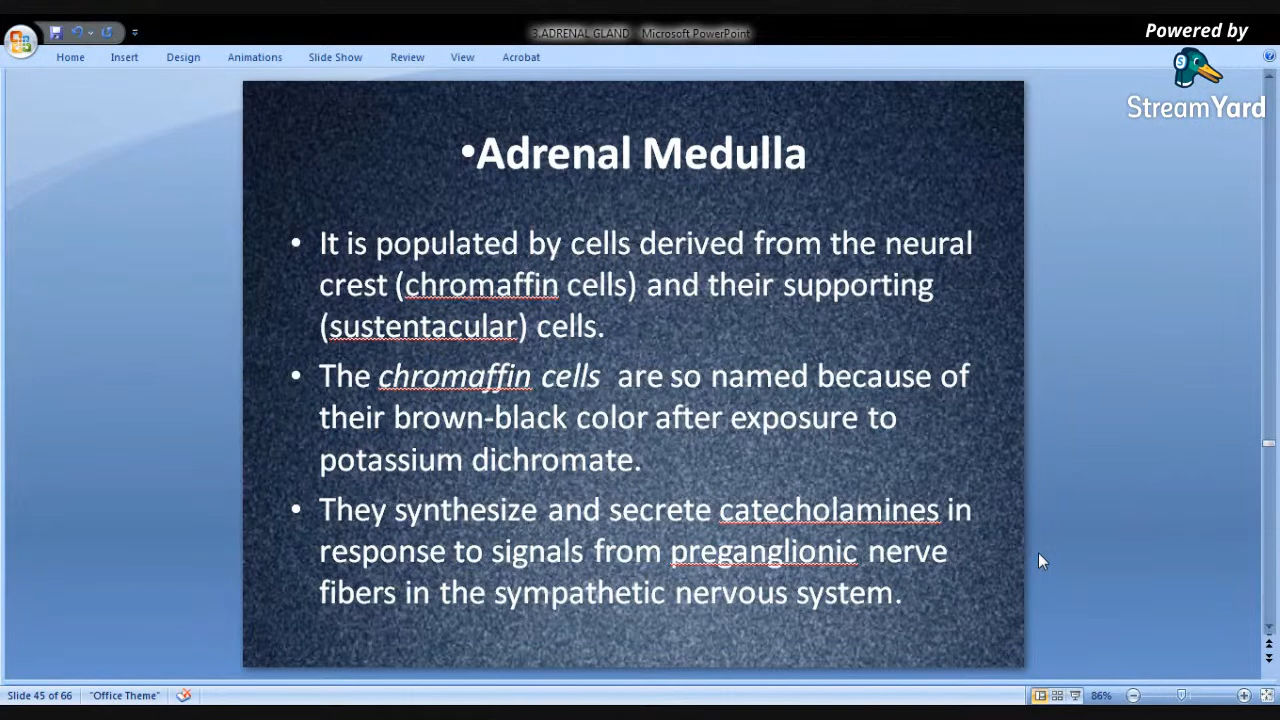 3.ADRENAL GLAND - Microsoft PowerPoint
Powered by
Home Insert Design Animations Slide Show Review View Acrobat
StreamYard
•Adrenal Medulla
• It is populated by cells derived from the neural
crest (chromaffin cells) and their supporting
(sustentacular) cells.
• The chromaffin cells are so named because of
their brown-black color after exposure to
potassium dichromate.
• They synthesize and secrete catecholamines in
response to signals from preganglionic nerve
fibers in the sympathetic nervous system.
Slide 45 of 66 "Office Theme" 86%